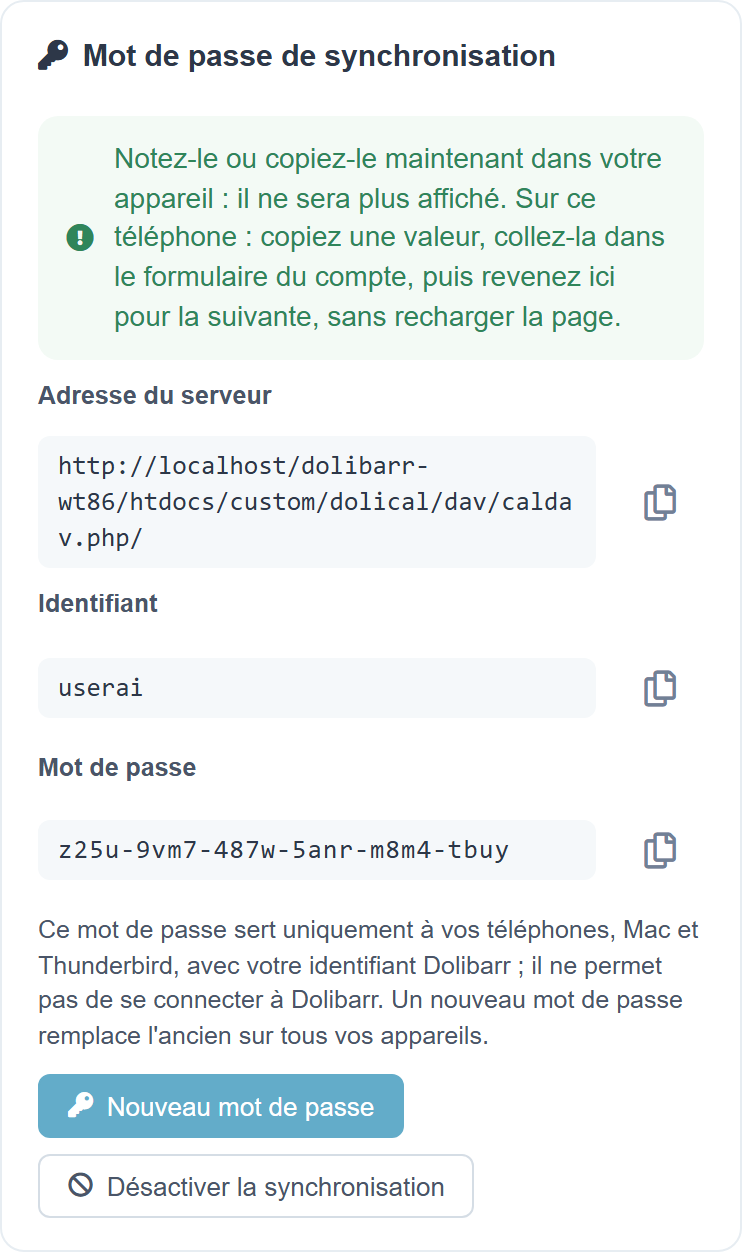 Mot de passe de synchronisation
Notez-le ou copiez-le maintenant dans votre
appareil : il ne sera plus affiché. Sur ce
téléphone : copiez une valeur, collez-la dans
le formulaire du compte, puis revenez ici
pour la suivante, sans recharger la page.
Adresse du serveur
http://localhost/dolibarr-
wt86/htdocs/custom/dolical/dav/calda
v.php/
Identifiant
userai
Mot de passe
z25u-9vm7-487w-5anr-m8m4-tbuy
Ce mot de passe sert uniquement à vos téléphones, Mac et
Thunderbird, avec votre identifiant Dolibarr ; il ne permet
pas de se connecter à Dolibarr. Un nouveau mot de passe
remplace l'ancien sur tous vos appareils.
Nouveau mot de passe
Désactiver la synchronisation